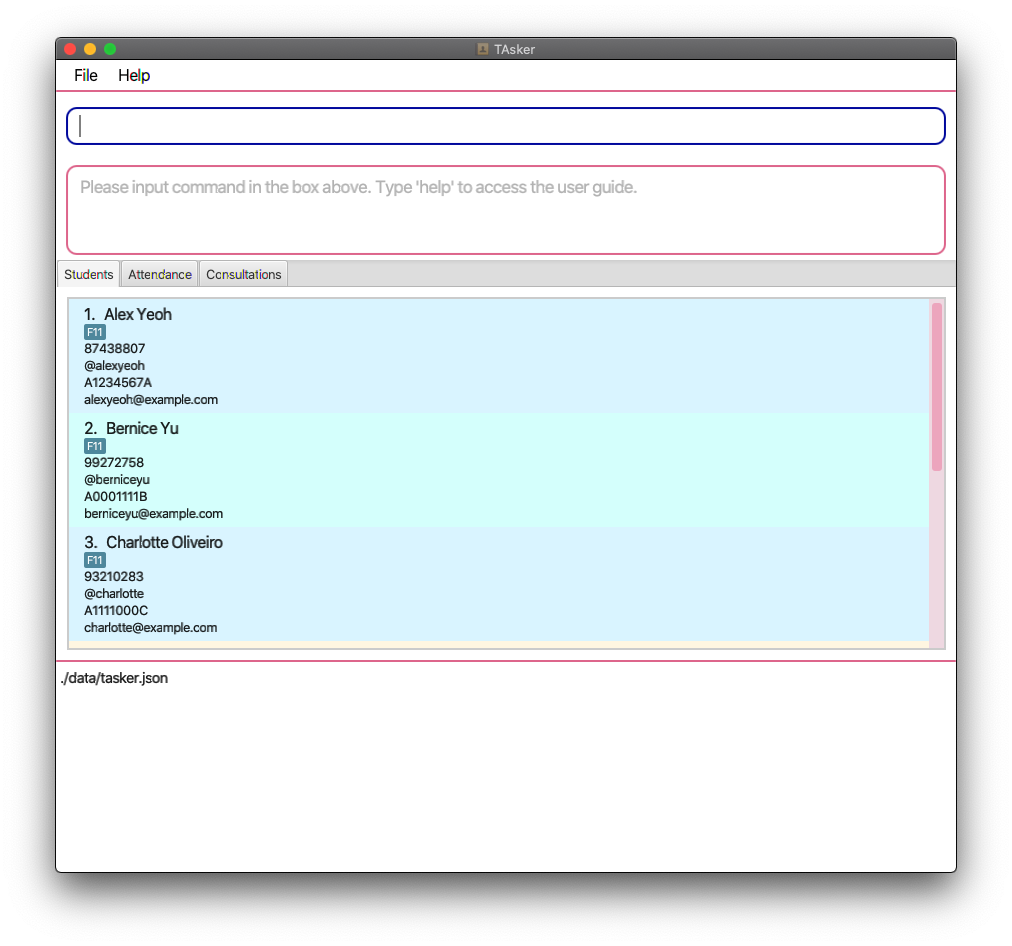 TAsker
File Help
Please input command in the box above. Type 'help' to access the user guide.
Students Attendance Consultations
1. Alex Yeoh
F11
87438807
@alexyeoh
A1234567A
alexyeoh@example.com
2. Bernice Yu
F11
99272758
@berniceyu
A0001111B
berniceyu@example.com
3. Charlotte Oliveiro
F11
93210283
@charlotte
A1111000C
charlotte@example.com
./data/tasker.json